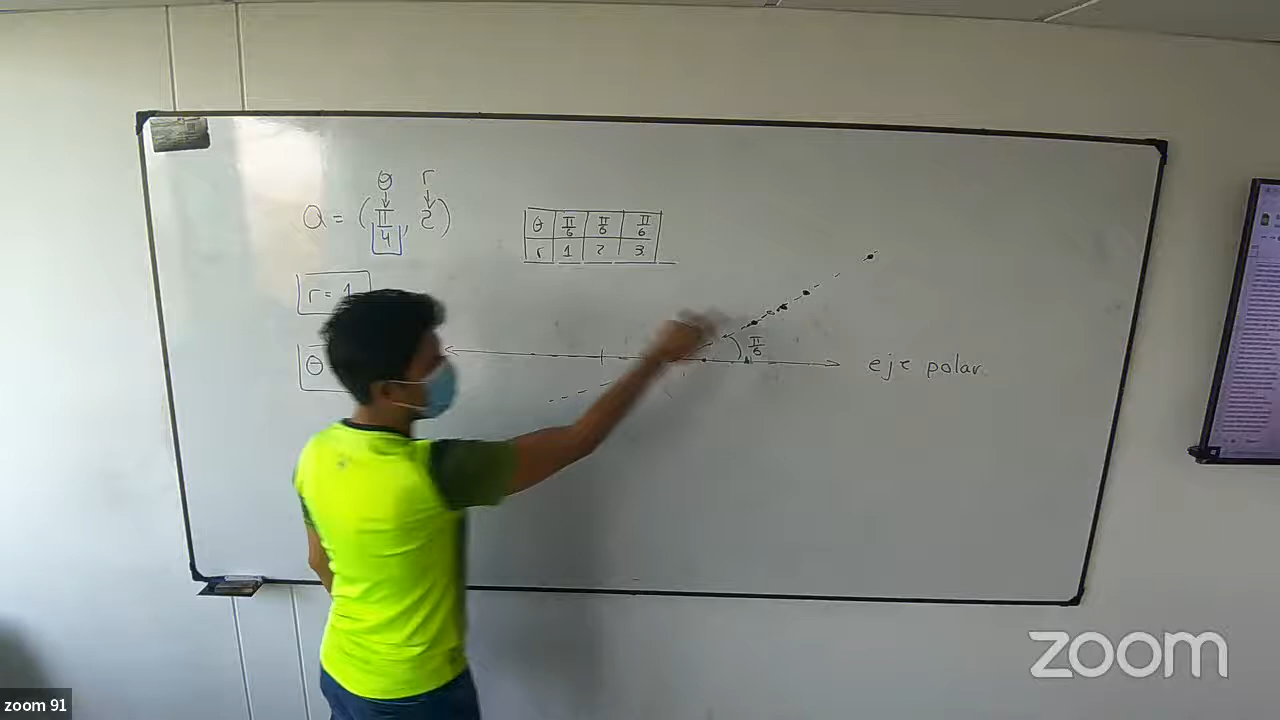 θ r
Q = (π/4, 2)
θ π/6 π/6 π/6
r 1 2 3
r = 1
θ
π/6
eje polar
zoom
zoom 91